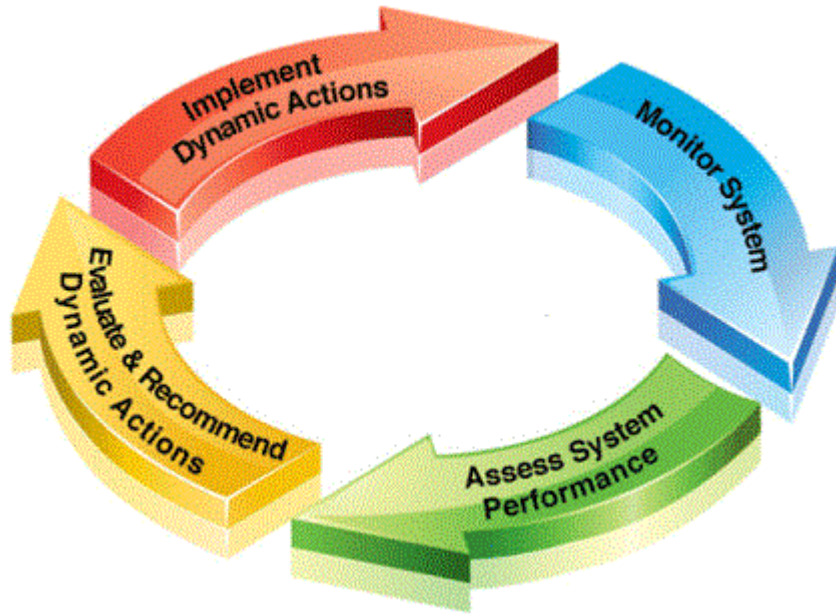 Implement
Dynamic Actions
Monitor System
Assess System
Performance
Evaluate & Recommend
Dynamic Actions